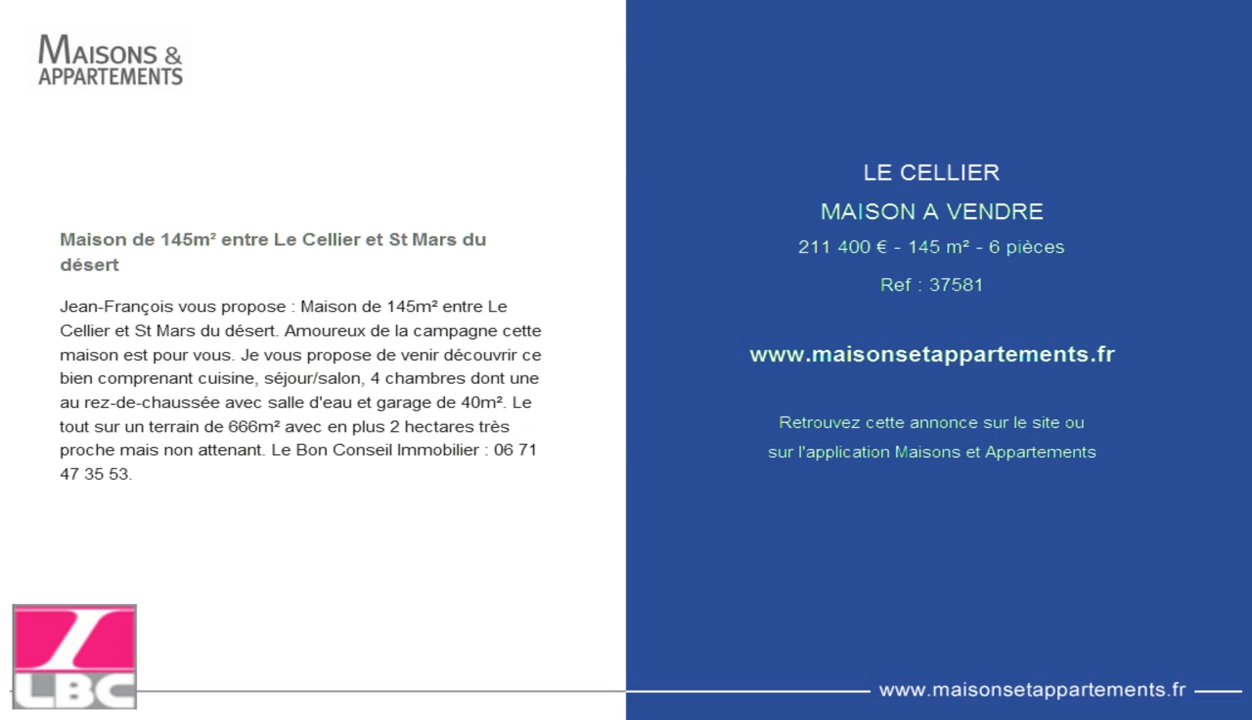 MAISONS &
APPARTEMENTS
Maison de 145m² entre Le Cellier et St Mars du
désert
Jean-François vous propose : Maison de 145m² entre Le
Cellier et St Mars du désert. Amoureux de la campagne cette
maison est pour vous. Je vous propose de venir découvrir ce
bien comprenant cuisine, séjour/salon, 4 chambres dont une
au rez-de-chaussée avec salle d'eau et garage de 40m². Le
tout sur un terrain de 666m² avec en plus 2 hectares très
proche mais non attenant. Le Bon Conseil Immobilier : 06 71
47 35 53.
LBC
LE CELLIER
MAISON A VENDRE
211 400 € - 145 m² - 6 pièces
Ref : 37581
www.maisonsetappartements.fr
Retrouvez cette annonce sur le site ou
sur l'application Maisons et Appartements
www.maisonsetappartements.fr